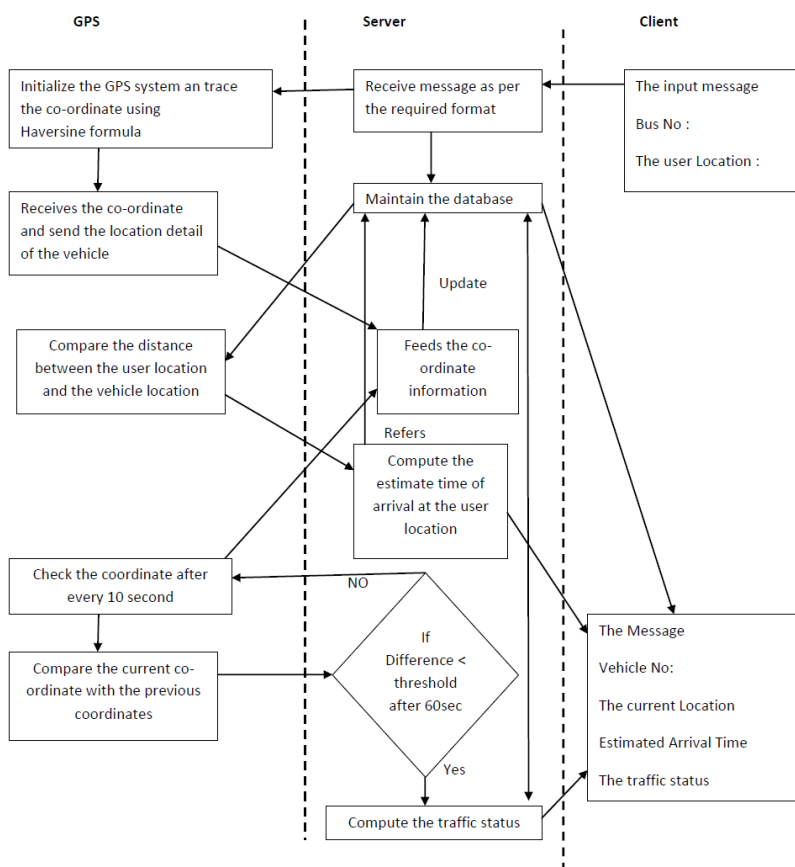 GPS
Server
Client
Initialize the GPS system an trace
the co-ordinate using
Haversine formula
Receive message as per
the required format
The input message
Bus No :
The user Location :
Receives the co-ordinate
and send the location detail
of the vehicle
Maintain the database
Update
Compare the distance
between the user location
and the vehicle location
Feeds the co-
ordinate
information
Refers
Compute the
estimate time of
arrival at the user
location
Check the coordinate after
every 10 second
NO
If
Difference <
threshold
after 60sec
Compare the current co-
ordinate with the previous
coordinates
Yes
Compute the traffic status
The Message
Vehicle No:
The current Location
Estimated Arrival Time
The traffic status